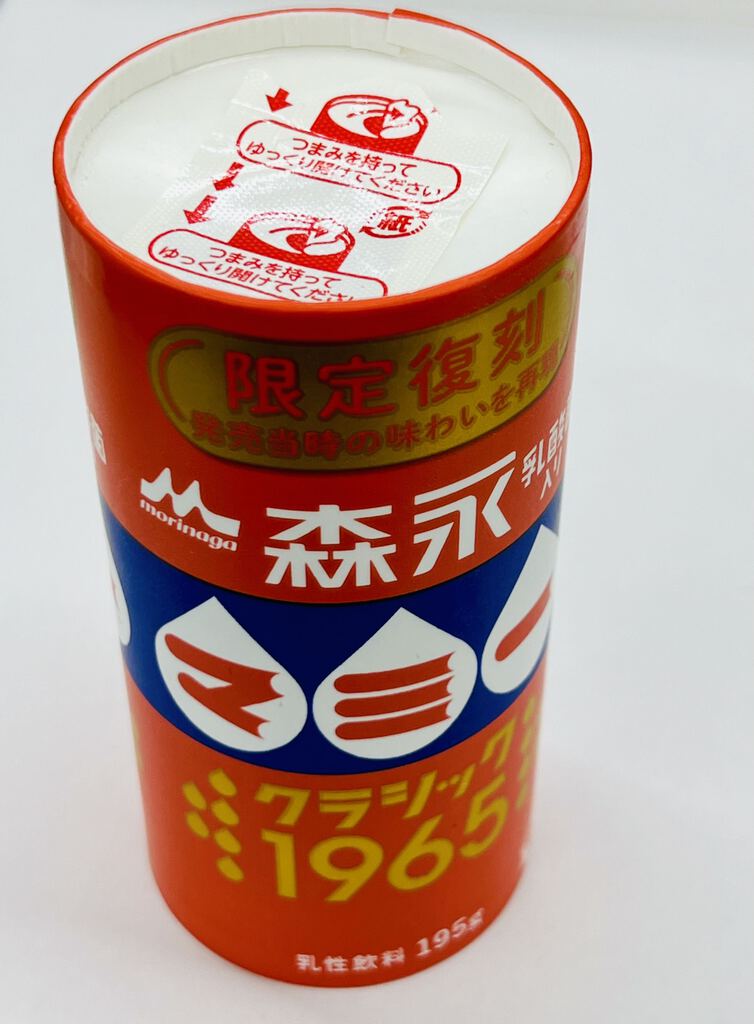 つまみを持って
ゆっくり開けてください
紙
つまみを持って
ゆっくり開けてくださ
限定復刻
発売当時の味わいを再現
morinaga
森永
乳酸
入り
マミー
クラシック
1965
乳性飲料 195g